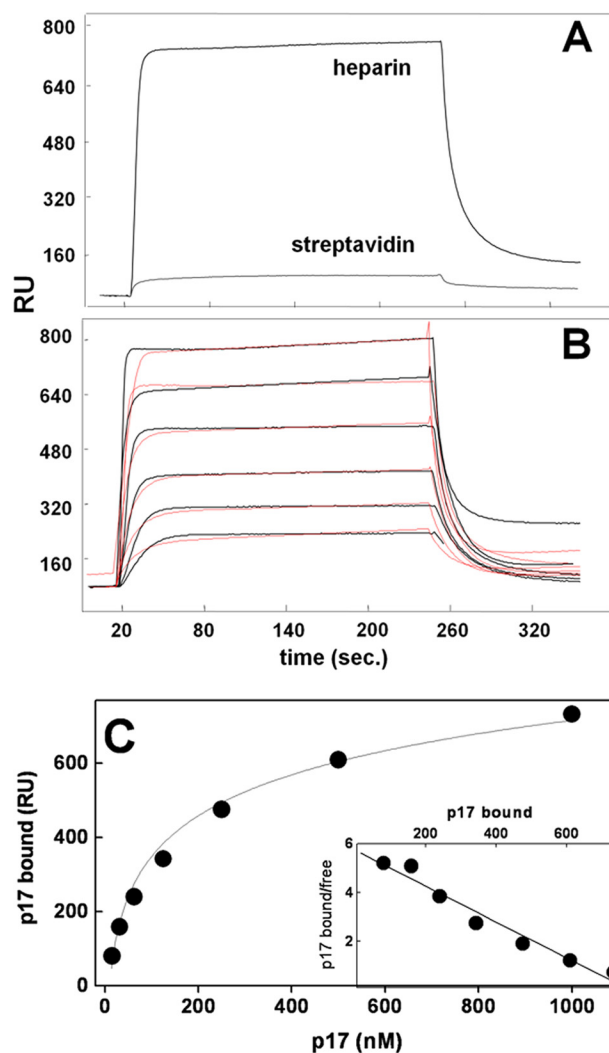 A
800
640
480
320
160
heparin
streptavidin
RU
B
800
640
480
320
160
20 80 140 200 260 320
time (sec.)
C
p17 bound (RU)
600
400
200
0
0 200 400 600 800 1000
p17 (nM)
p17 bound
200 400 600
p17 bound/free
6
4
2